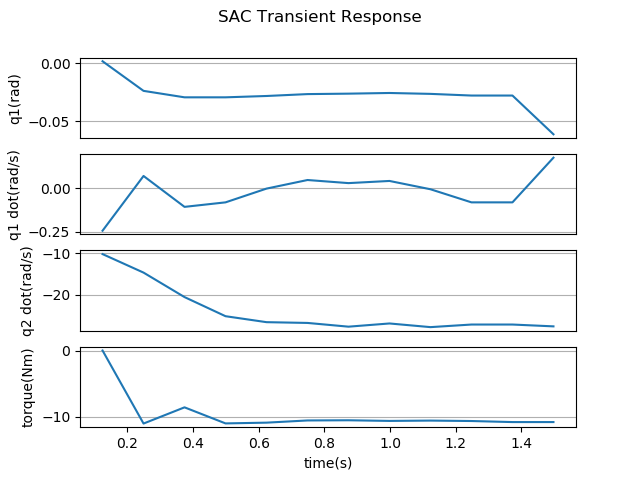 SAC Transient Response
0.00
−0.05
q1(rad)
0.00
−0.25
q1 dot(rad/s)
−10
−20
q2 dot(rad/s)
0
−10
torque(Nm)
0.2 0.4 0.6 0.8 1.0 1.2 1.4
time(s)